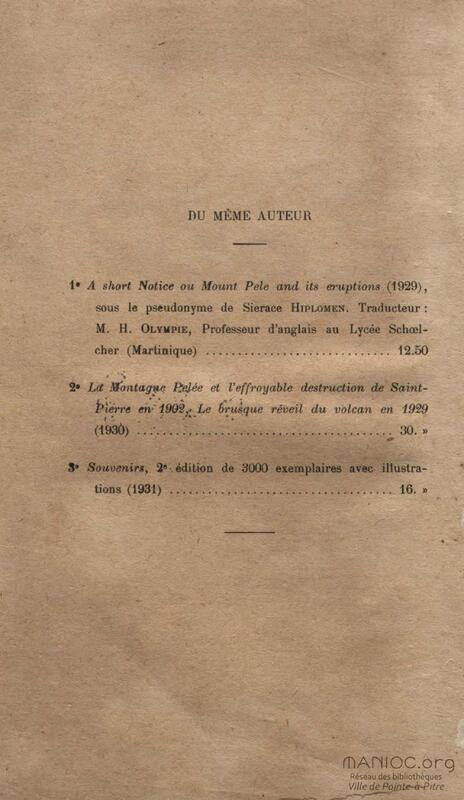 DU MÊME AUTEUR
1° A short Notice ou Mount Pele and its eruptions (1929),
sous le pseudonyme de Sierace HIPLOMEN. Traducteur :
M. H. OLYMPIE, Professeur d'anglais au Lycée Schœl-
cher (Martinique) .............................. 12.50
2° La Montagne Pelée et l'effroyable destruction de Saint-
Pierre en 1902. Le brusque réveil du volcan en 1929
(1930) .......................................... 30. »
3° Souvenirs, 2e édition de 3000 exemplaires avec illustra-
tions (1931) .................................... 16. »
MANIOC.org
Réseau des bibliothèques
Ville de Pointe-à-Pitre